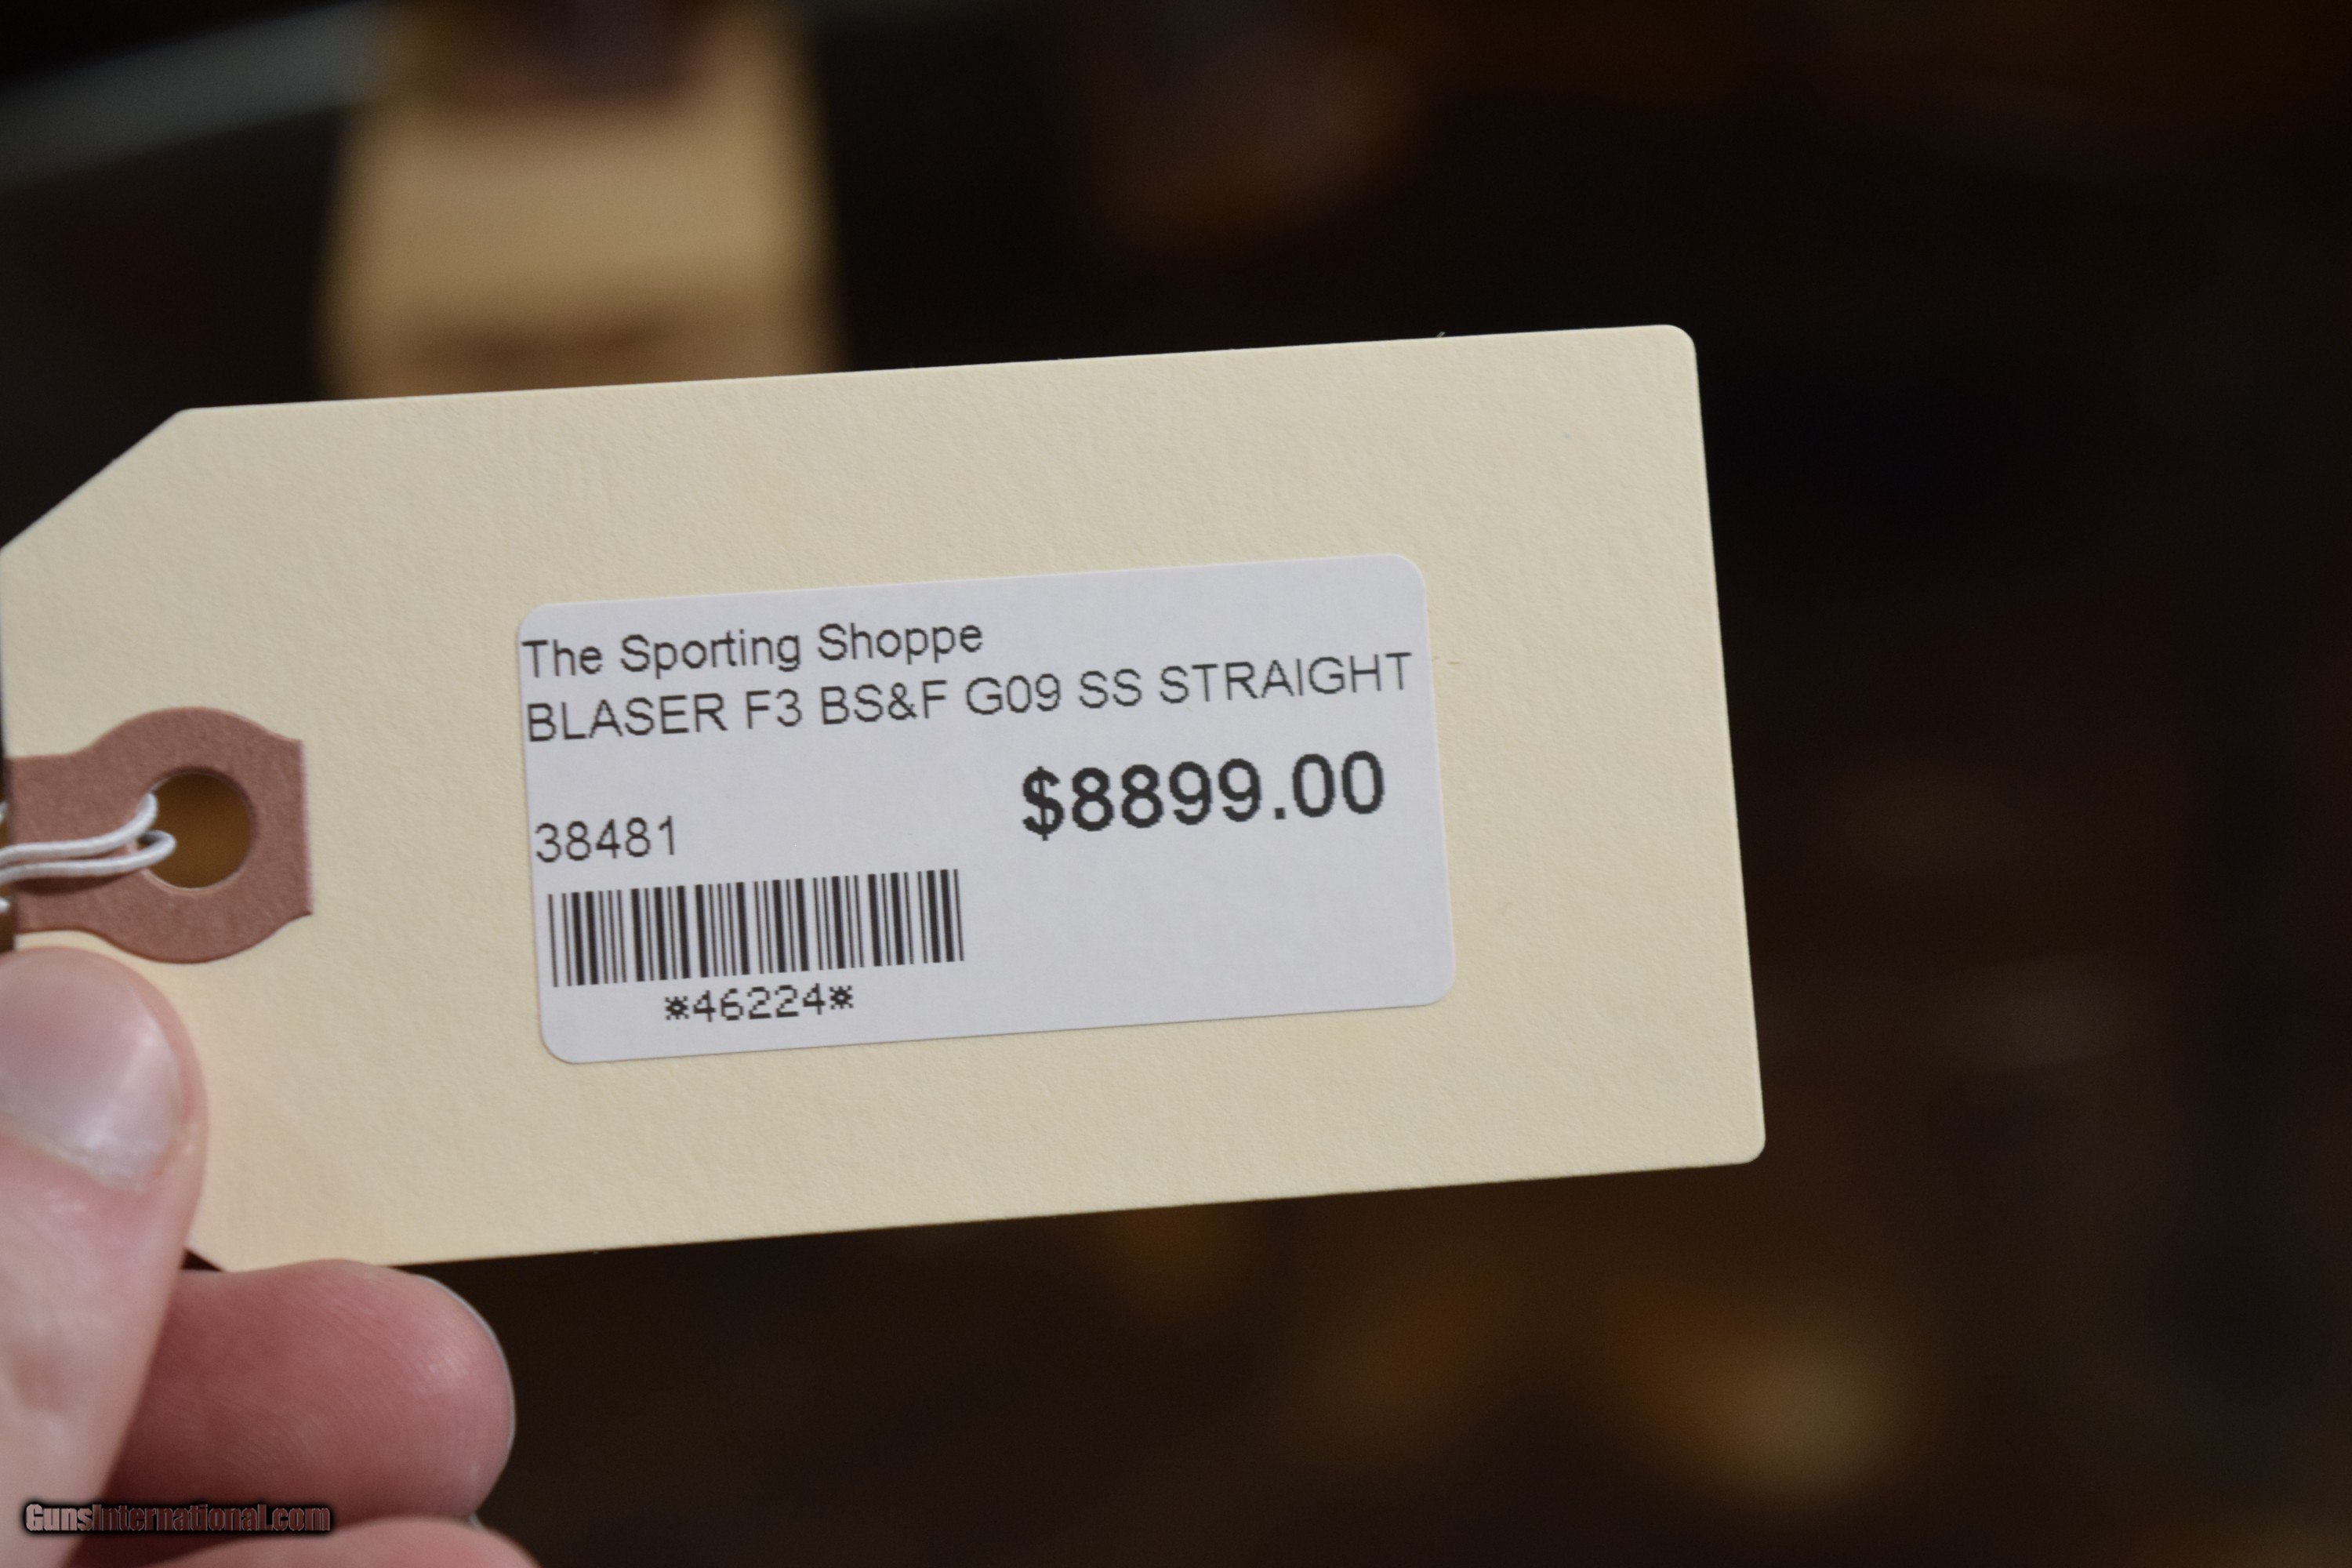 The Sporting Shoppe
BLASER F3 BS&F G09 SS STRAIGHT
$8899.00
38481
*46224*
GunsInternational.com